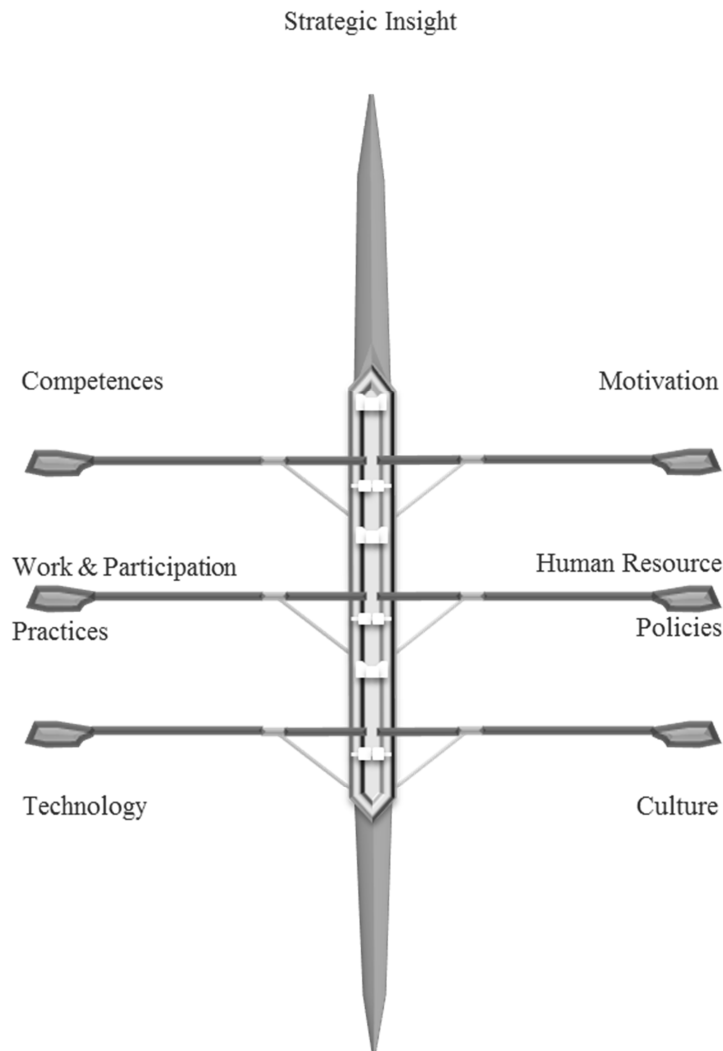 Strategic Insight
Competences
Motivation
Work & Participation
Practices
Human Resource
Policies
Technology
Culture